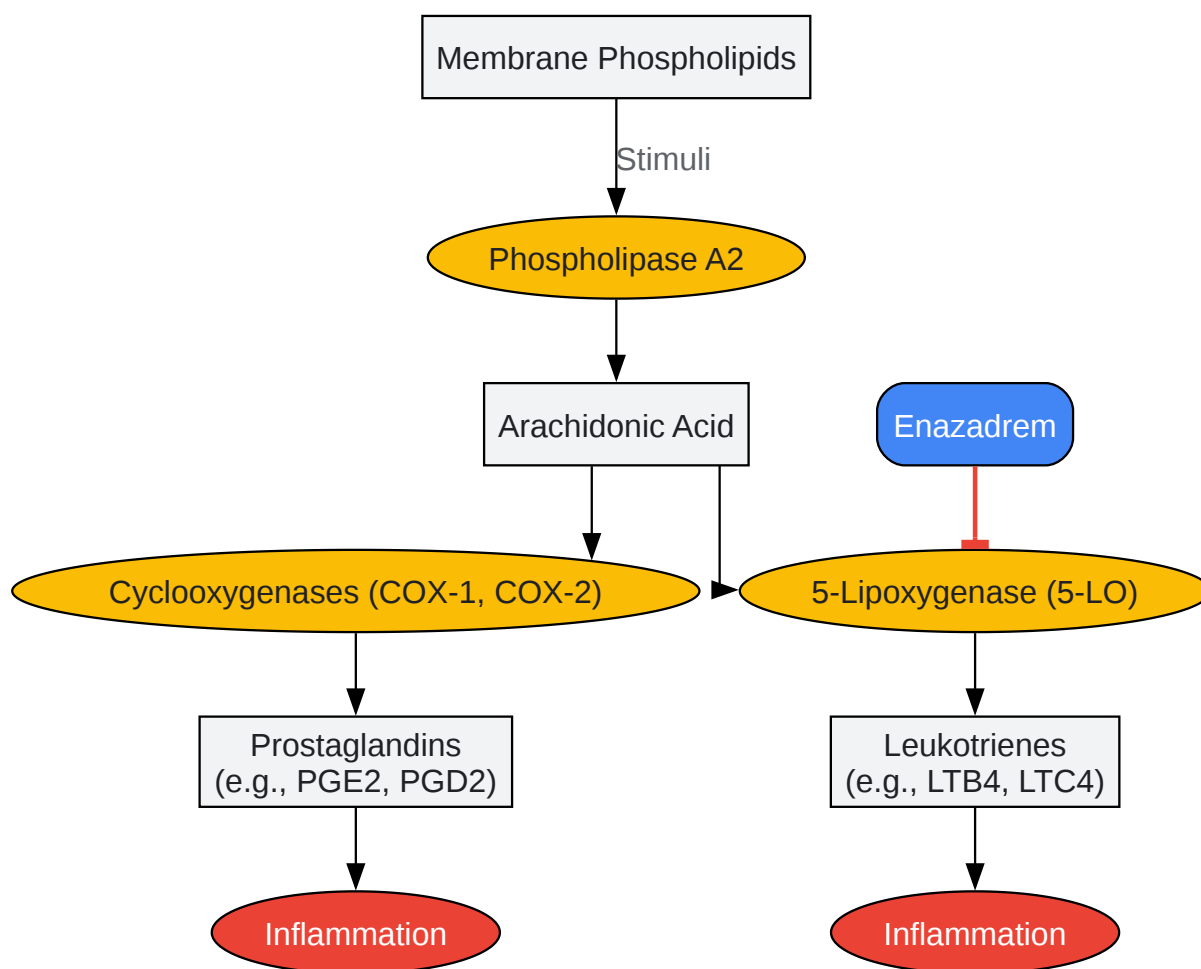 Membrane Phospholipids
Stimuli
Phospholipase A2
Arachidonic Acid
Enazadrem
Cyclooxygenases (COX-1, COX-2)
5-Lipoxygenase (5-LO)
Prostaglandins
(e.g., PGE2, PGD2)
Leukotrienes
(e.g., LTB4, LTC4)
Inflammation
Inflammation